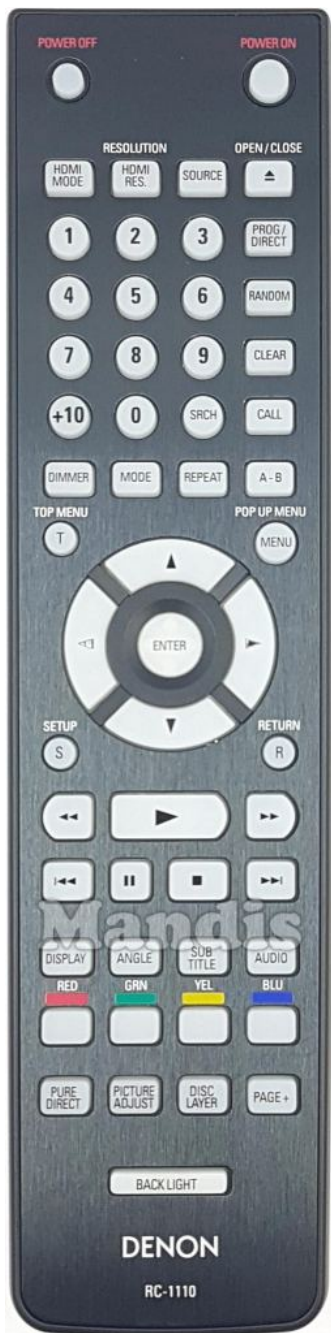 POWER OFF POWER ON
RESOLUTION OPEN / CLOSE
HDMI MODE HDMI RES. SOURCE
1 2 3 PROG / DIRECT
4 5 6 RANDOM
7 8 9 CLEAR
+10 0 SRCH CALL
DIMMER MODE REPEAT A - B
TOP MENU POP UP MENU
T MENU
ENTER
SETUP RETURN
S R
Mandis
DISPLAY ANGLE SUB TITLE AUDIO
RED GRN YEL BLU
PURE DIRECT PICTURE ADJUST DISC LAYER PAGE +
BACK LIGHT
DENON
RC-1110